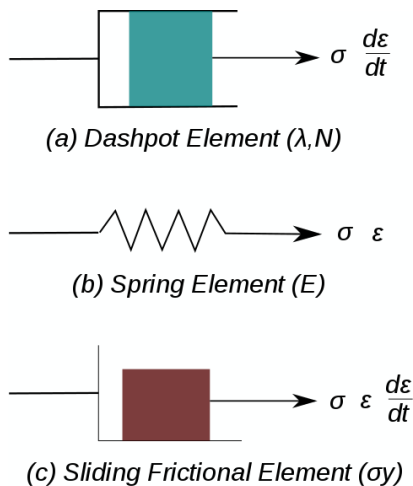 σ dε/dt
(a) Dashpot Element (λ,N)
σ ε
(b) Spring Element (E)
σ ε dε/dt
(c) Sliding Frictional Element (σy)